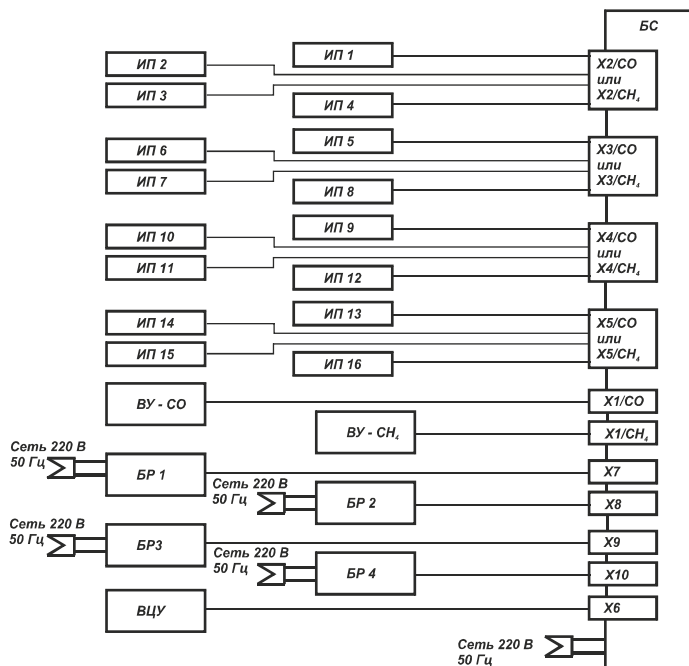 БС
ИП 1
ИП 2
ИП 3
ИП 4
X2/CO
или
X2/CH₄
ИП 5
ИП 6
ИП 7
ИП 8
X3/CO
или
X3/CH₄
ИП 9
ИП 10
ИП 11
ИП 12
X4/CO
или
X4/CH₄
ИП 13
ИП 14
ИП 15
ИП 16
X5/CO
или
X5/CH₄
ВУ - СО
X1/CO
ВУ - CH₄
X1/CH₄
Сеть 220 В
50 Гц
БР 1
X7
Сеть 220 В
50 Гц
БР 2
X8
Сеть 220 В
50 Гц
БР3
X9
Сеть 220 В
50 Гц
БР 4
X10
ВЦУ
X6
Сеть 220 В
50 Гц